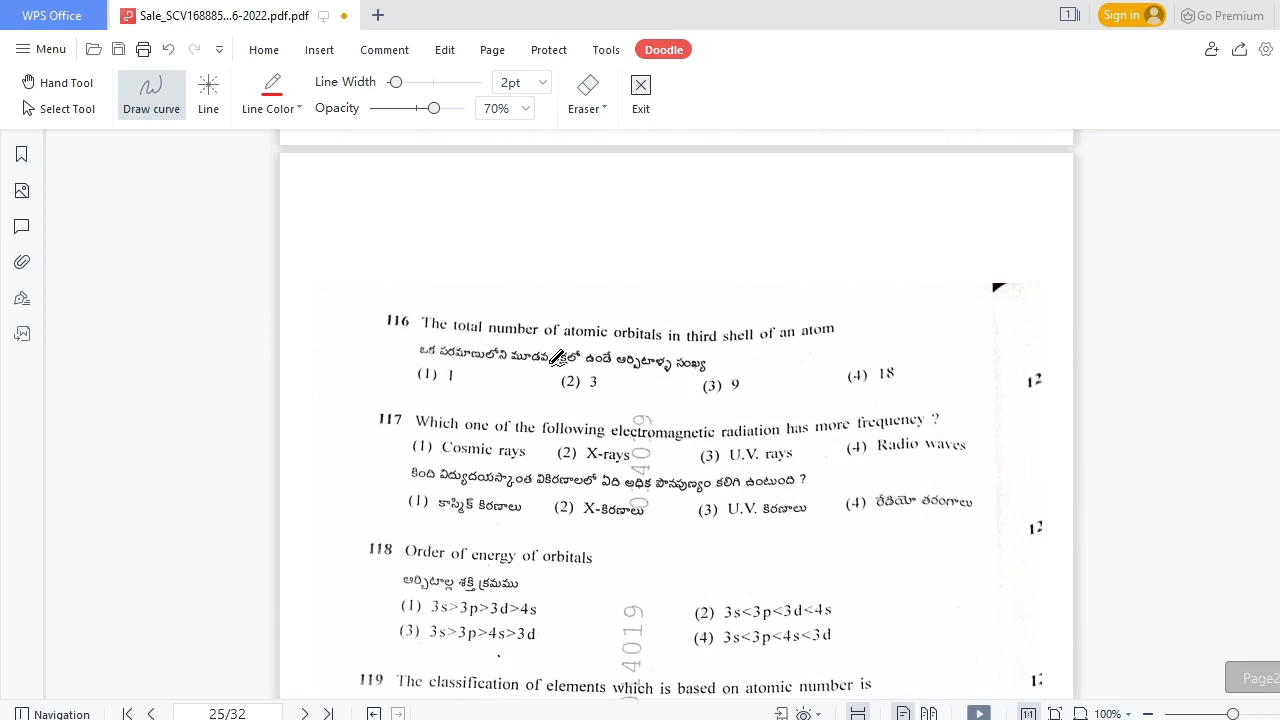 WPS Office
Sale_SCV168885...6-2022.pdf.pdf
Sign in
Go Premium
Menu
Home Insert Comment Edit Page Protect Tools Doodle
Hand Tool
Select Tool
Draw curve
Line
Line Color
Line Width 2pt
Opacity 70%
Eraser
Exit
116 The total number of atomic orbitals in third shell of an atom
ఒక పరమాణులోని ఉండే ఆర్బిటాళ్ళ సంఖ్య
(1) 1 (2) 3 (3) 9 (4) 18
117 Which one of the following electromagnetic radiation has more frequency ?
(1) Cosmic rays (2) X-rays (3) U.V. rays (4) Radio waves
కింది విద్యుదయస్కాంత వికిరణాలలో ఏది అధిక పౌనపుణ్యం కలిగి ఉంటుంది ?
(1) కాస్మిక్ కిరణాలు (2) X-కిరణాలు (3) U.V. కిరణాలు (4) రేడియో తరంగాలు
118 Order of energy of orbitals
ఆర్బిటాల్ల శక్తి క్రమము
(1) 3s>3p>3d>4s (2) 3s<3p<3d<4s
(3) 3s>3p>4s>3d (4) 3s<3p<4s<3d
119 The classification of elements which is based on atomic number is
Navigation 25/32 100%